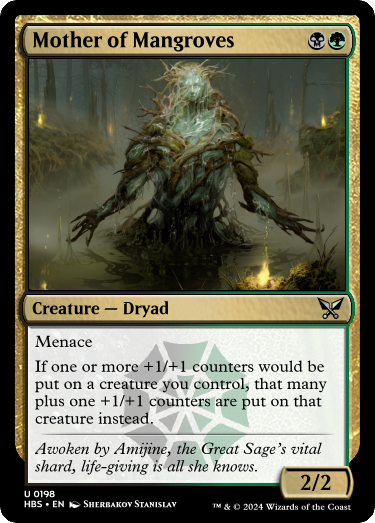 Mother of Mangroves
Creature — Dryad
Menace
If one or more +1/+1 counters would be
put on a creature you control, that many
plus one +1/+1 counters are put on that
creature instead.
Awoken by Amijine, the Great Sage's vital
shard, life-giving is all she knows.
2/2
U 0198
HBS • EN Sherbakov Stanislav
™ & © 2024 Wizards of the Coast